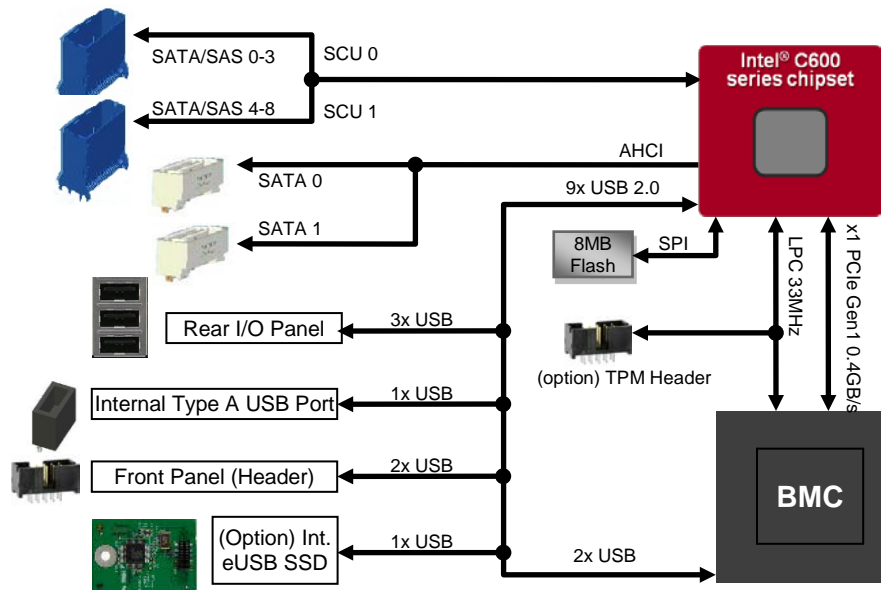 SATA/SAS 0-3
SCU 0
SATA/SAS 4-8
SCU 1
Intel® C600
series chipset
AHCI
SATA 0
SATA 1
9x USB 2.0
8MB
Flash
SPI
LPC 33MHz
x1 PCIe Gen1 0.4GB/s
Rear I/O Panel
3x USB
(option) TPM Header
Internal Type A USB Port
1x USB
Front Panel (Header)
2x USB
BMC
(Option) Int.
eUSB SSD
1x USB
2x USB